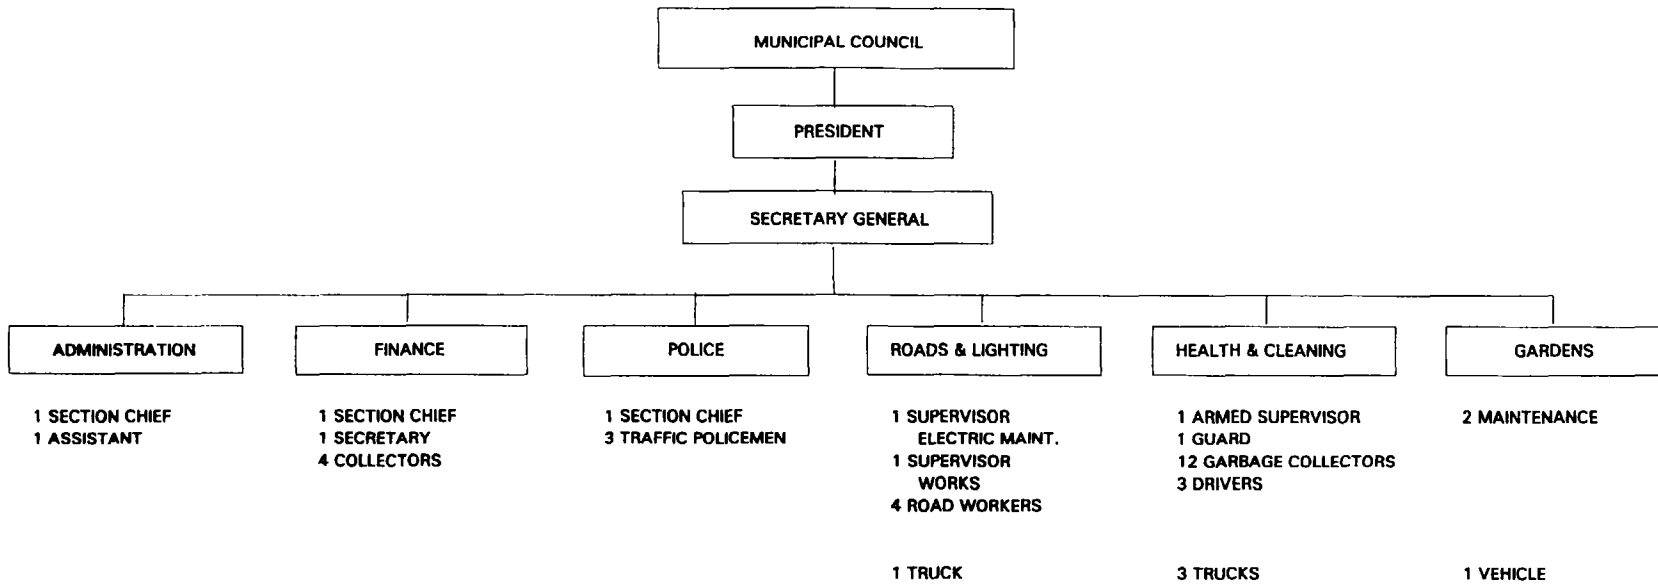 MUNICIPAL COUNCIL
PRESIDENT
SECRETARY GENERAL
ADMINISTRATION
1 SECTION CHIEF
1 ASSISTANT
FINANCE
1 SECTION CHIEF
1 SECRETARY
4 COLLECTORS
POLICE
1 SECTION CHIEF
3 TRAFFIC POLICEMEN
ROADS & LIGHTING
1 SUPERVISOR
ELECTRIC MAINT.
1 SUPERVISOR
WORKS
4 ROAD WORKERS
1 TRUCK
HEALTH & CLEANING
1 ARMED SUPERVISOR
1 GUARD
12 GARBAGE COLLECTORS
3 DRIVERS
3 TRUCKS
GARDENS
2 MAINTENANCE
1 VEHICLE